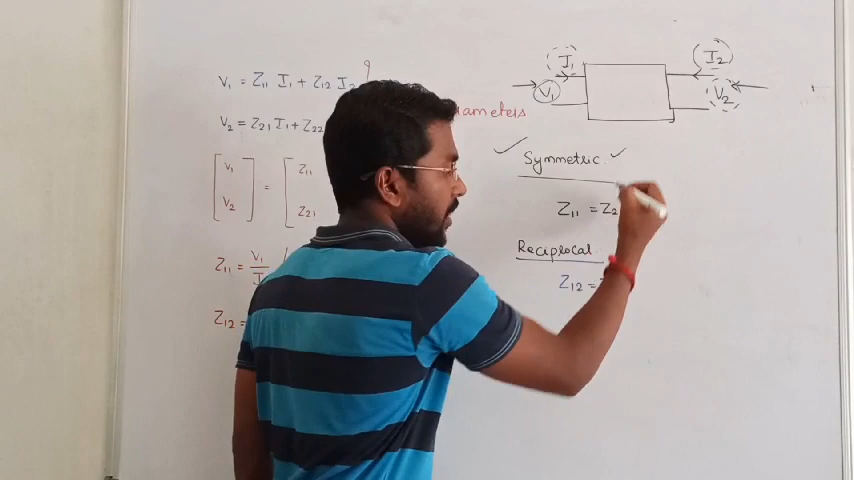 V₁ = Z₁₁ I₁ + Z₁₂ I₂
V₂ = Z₂₁ I₁ + Z₂₂
ameters
[V₁ V₂] = [Z₁₁ Z₂₁
Z₁₁ = V₁ / I
Z₁₂ =
I₁ I₂
V₁ V₂
Symmetric
Z₁₁ = Z₂
Reciplocal
Z₁₂ =